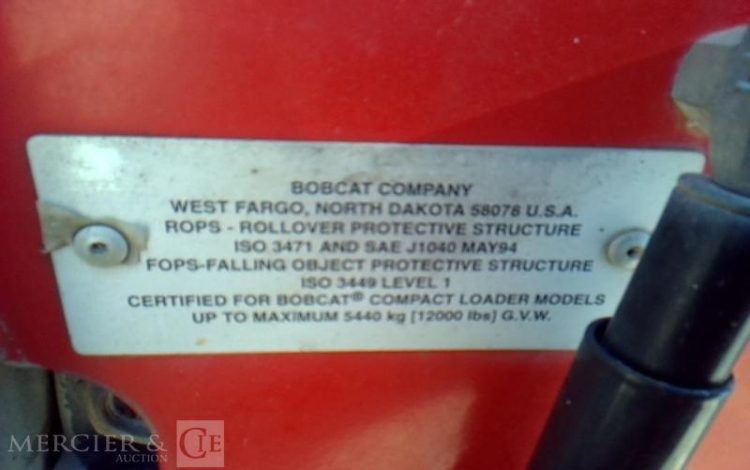 BOBCAT COMPANY
WEST FARGO, NORTH DAKOTA 58078 U.S.A.
ROPS - ROLLOVER PROTECTIVE STRUCTURE
ISO 3471 AND SAE J1040 MAY94
FOPS-FALLING OBJECT PROTECTIVE STRUCTURE
ISO 3449 LEVEL 1
CERTIFIED FOR BOBCAT® COMPACT LOADER MODELS
UP TO MAXIMUM 5440 kg [12000 lbs] G.V.W.
MERCIER & CIE
AUCTION